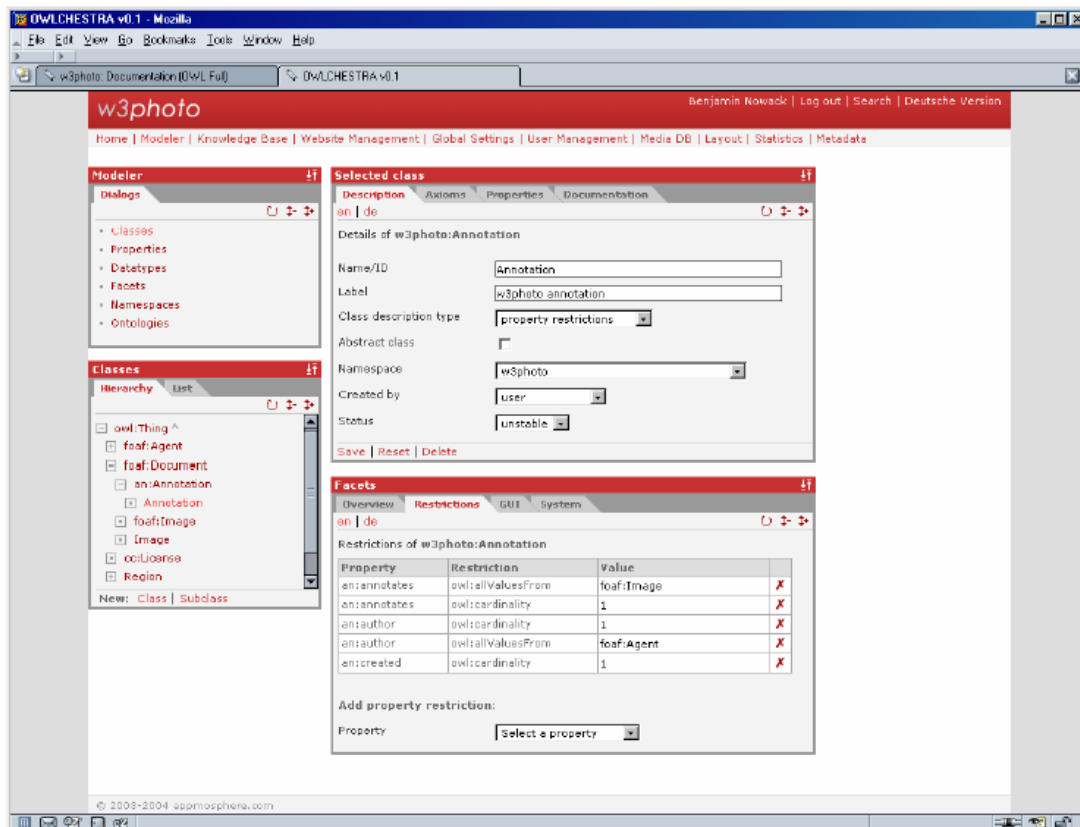 OWLCHESTRA v0.1 - Mozilla
File Edit View Go Bookmarks Tools Window Help
w3photo: Documentation (OWL Full)
OWLCHESTRA v0.1
w3photo
Benjamin Nowack | Log out | Search | Deutsche Version
Home | Modeler | Knowledge Base | Website Management | Global Settings | User Management | Media DB | Layout | Statistics | Metadata
Modeler
Dialogs
Classes
Properties
Datatypes
Facets
Namespaces
Ontologies
Classes
Hierarchy List
owl:Thing ^
foaf:Agent
foaf:Document
an:Annotation
Annotation
foaf:Image
Image
cc:License
Region
New: Class | Subclass
Selected class
Description Axioms Properties Documentation
en | de
Details of w3photo:Annotation
Name/ID Annotation
Label w3photo annotation
Class description type property restrictions
Abstract class
Namespace w3photo
Created by user
Status unstable
Save | Reset | Delete
Facets
Overview Restrictions GUI System
en | de
Restrictions of w3photo:Annotation
Property Restriction Value
an:annotates owl:allValuesFrom foaf:Image ✗
an:annotates owl:cardinality 1 ✗
an:author owl:cardinality 1 ✗
an:author owl:allValuesFrom foaf:Agent ✗
an:created owl:cardinality 1 ✗
Add property restriction:
Property Select a property
© 2003-2004 appmosphere.com